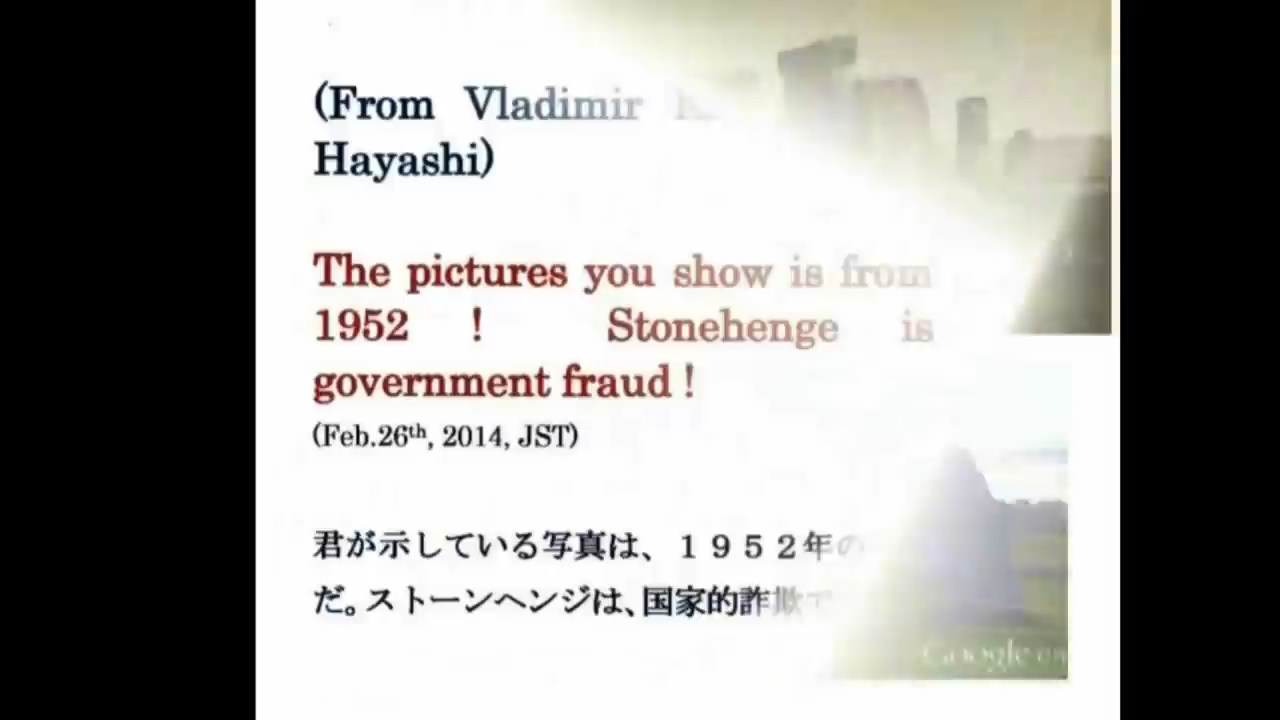 (From Vladimir
Hayashi)
The pictures you show is from
1952 ! Stonehenge is
government fraud !
(Feb.26th, 2014, JST)
君が示している写真は、１９５２年の
だ。ストーンヘンジは、国家的詐欺で
Google